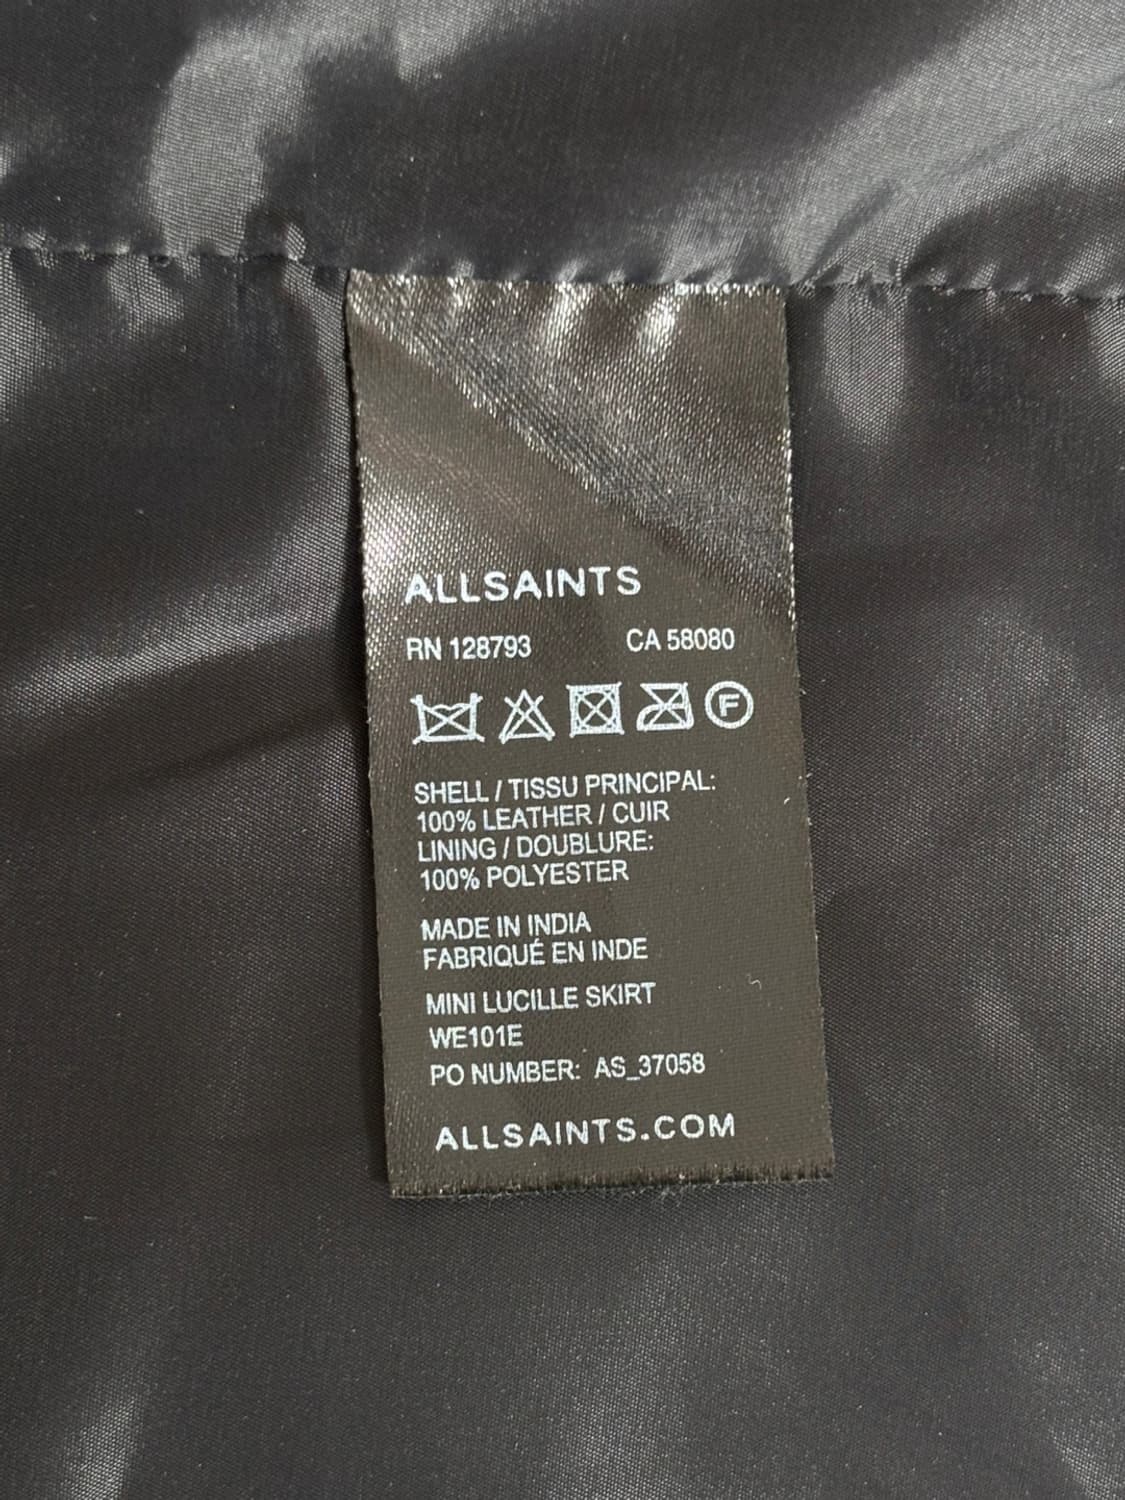 ALLSAINTS
RN 128793 CA 58080
F
SHELL / TISSU PRINCIPAL:
100% LEATHER / CUIR
LINING / DOUBLURE:
100% POLYESTER
MADE IN INDIA
FABRIQUÉ EN INDE
MINI LUCILLE SKIRT
WE101E
PO NUMBER: AS_37058
ALLSAINTS.COM